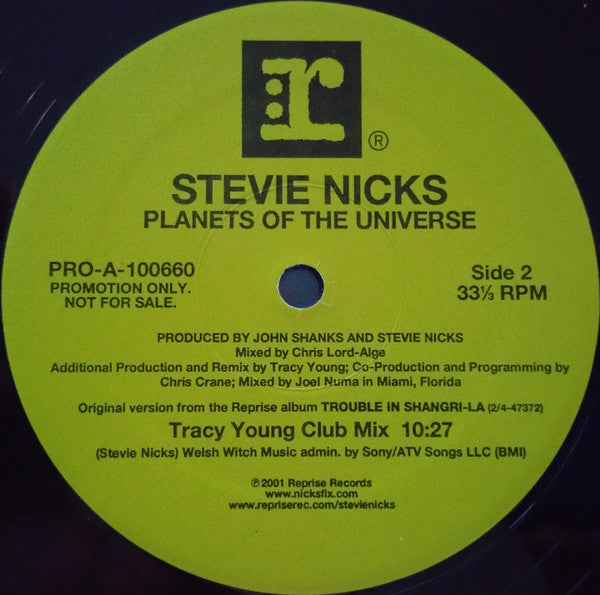 r
®
STEVIE NICKS
PLANETS OF THE UNIVERSE
PRO-A-100660
PROMOTION ONLY.
NOT FOR SALE.
Side 2
33⅓ RPM
PRODUCED BY JOHN SHANKS AND STEVIE NICKS
Mixed by Chris Lord-Alge
Additional Production and Remix by Tracy Young; Co-Production and Programming by
Chris Crane; Mixed by Joel Numa in Miami, Florida
Original version from the Reprise album TROUBLE IN SHANGRI-LA (2/4-47372)
Tracy Young Club Mix 10:27
(Stevie Nicks) Welsh Witch Music admin. by Sony/ATV Songs LLC (BMI)
℗2001 Reprise Records
www.nicksfix.com
www.repriserec.com/stevienicks